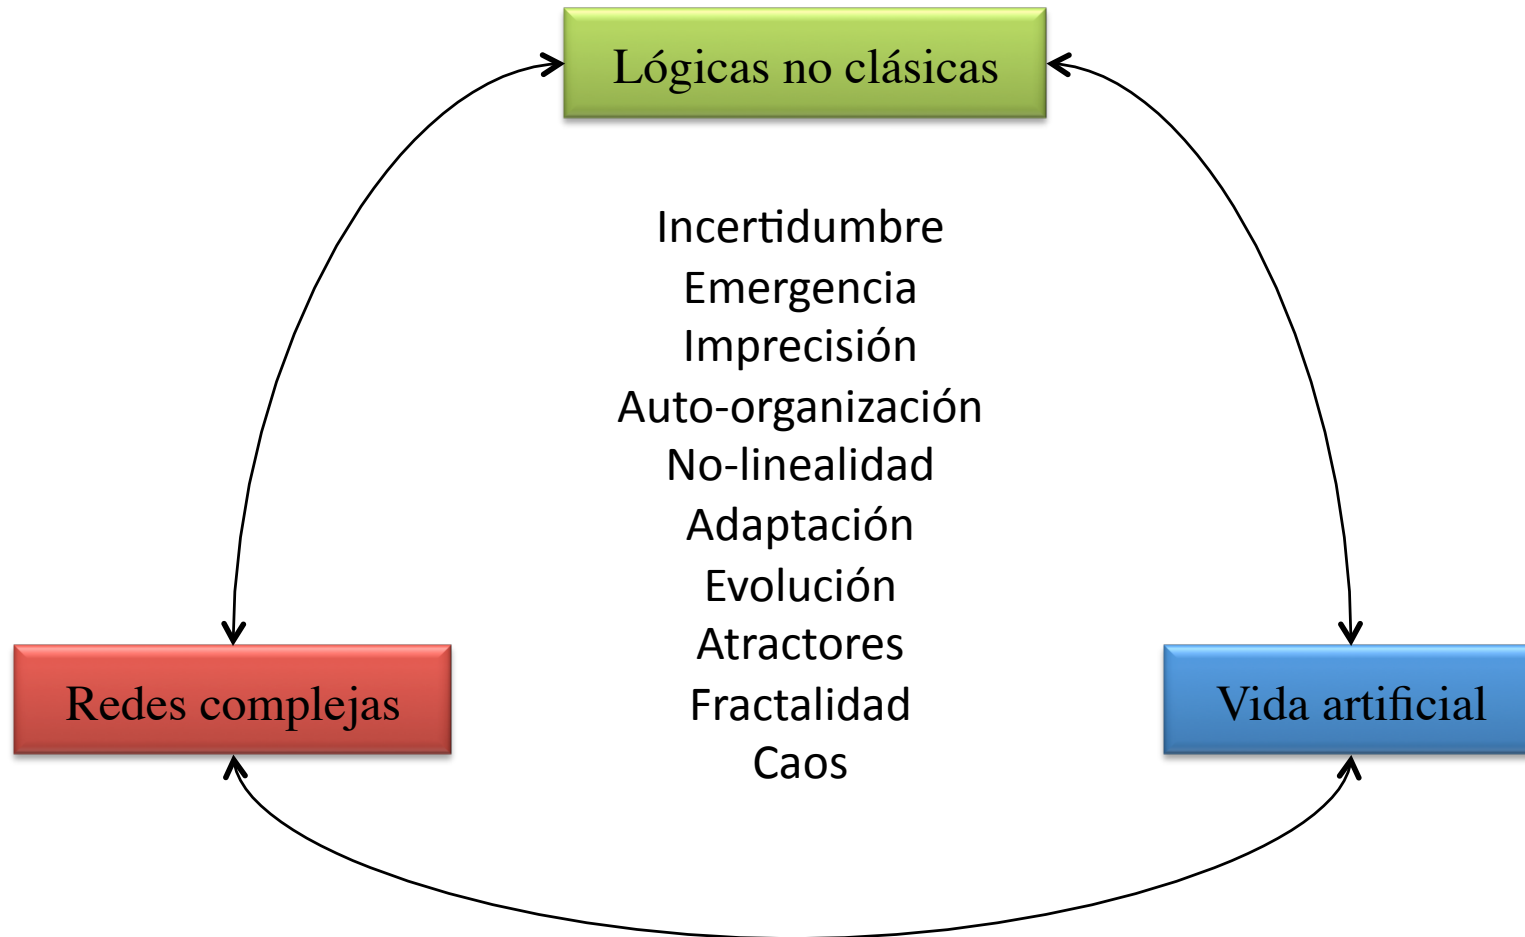 Lógicas no clásicas
Incertidumbre
Emergencia
Imprecisión
Auto-organización
No-linealidad
Adaptación
Evolución
Atractores
Fractalidad
Caos
Redes complejas
Vida artificial